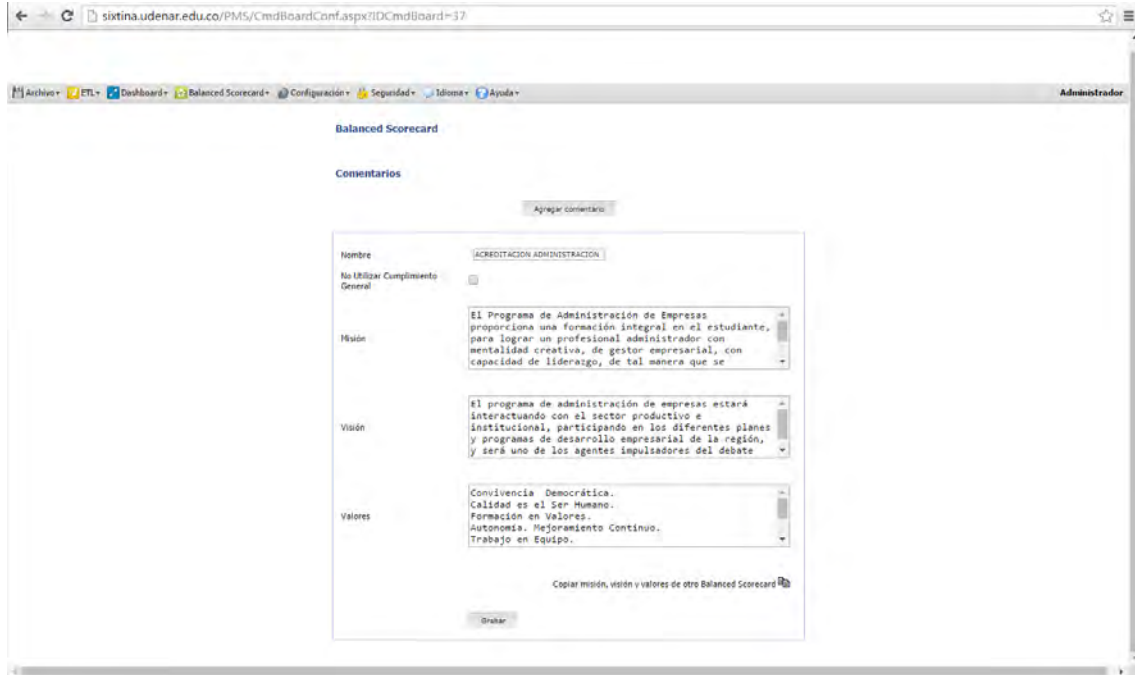 sixtina.udenar.edu.co/PMS/CmdBoardConf.aspx?IDCmdBoard=37
Archivo ETL Dashboard Balanced Scorecard Configuración Seguridad Idioma Ayuda Administrador
Balanced Scorecard
Comentarios
Agregar comentario
Nombre ACREDITACION ADMINISTRACION
No Utilizar Cumplimiento
General
Misión
El Programa de Administración de Empresas
proporciona una formación integral en el estudiante,
para lograr un profesional administrador con
mentalidad creativa, de gestor empresarial, con
capacidad de liderazgo, de tal manera que se
Visión
El programa de administración de empresas estará
interactuando con el sector productivo e
institucional, participando en los diferentes planes
y programas de desarrollo empresarial de la región,
y será uno de los agentes impulsadores del debate
Valores
Convivencia Democrática.
Calidad es el Ser Humano.
Formación en Valores.
Autonomía. Mejoramiento Continuo.
Trabajo en Equipo.
Copiar misión, visión y valores de otro Balanced Scorecard
Grabar